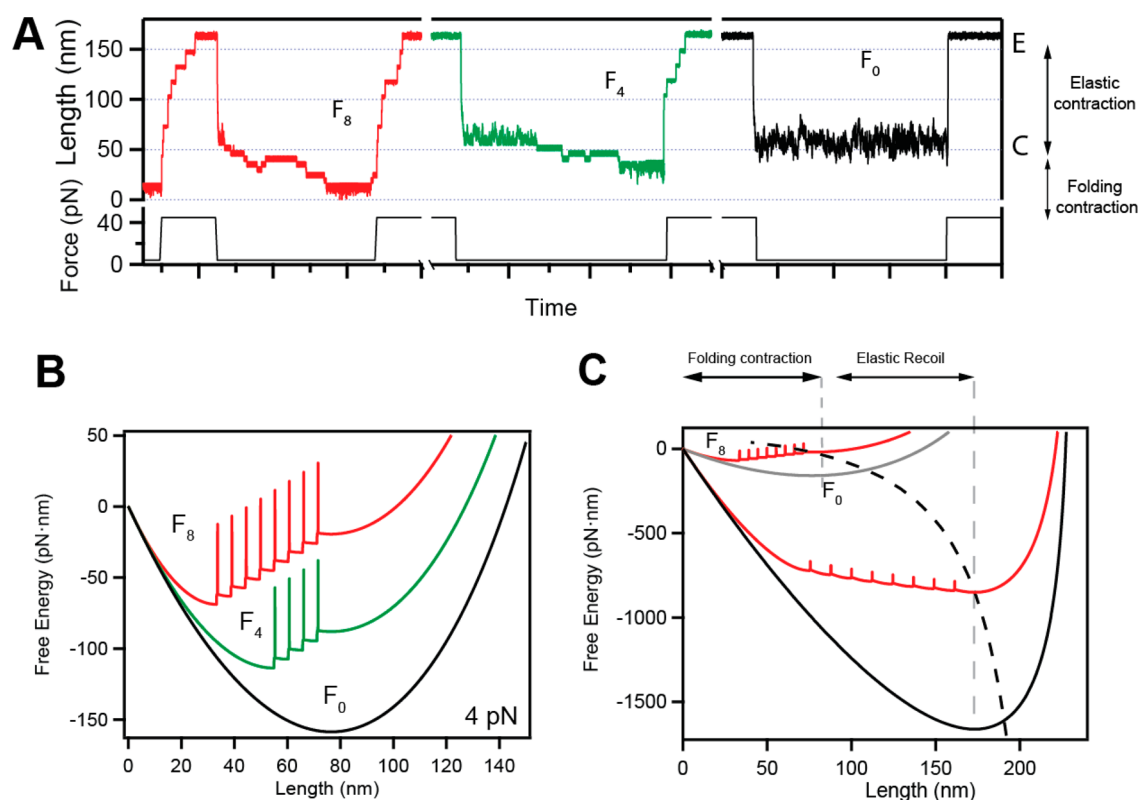 A
Length (nm)
150
100
50
0
F8
F4
F0
E
Elastic
contraction
C
Folding
contraction
Force (pN)
40
0
Time
B
Free Energy (pN·nm)
50
0
-50
-100
-150
F8
F4
F0
4 pN
0 20 40 60 80 100 120 140
Length (nm)
C
Folding contraction
Elastic Recoil
Free Energy (pN·nm)
0
-500
-1000
-1500
F8
F0
0 50 100 150 200
Length (nm)